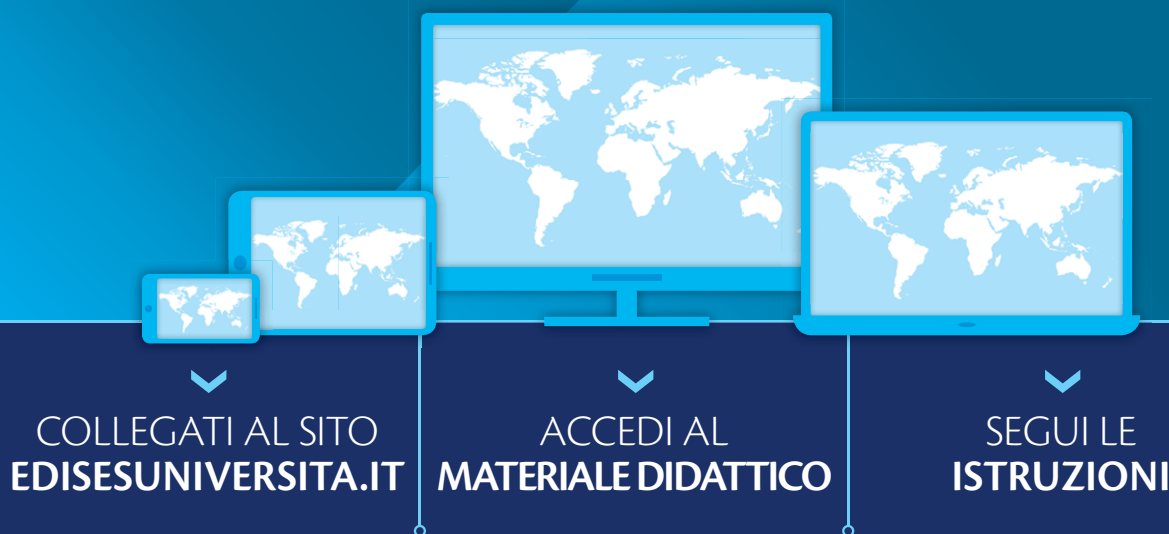 COLLEGATI AL SITO
EDISESUNIVERSITA.IT
ACCEDI AL
MATERIALE DIDATTICO
SEGUI LE
ISTRUZIONI